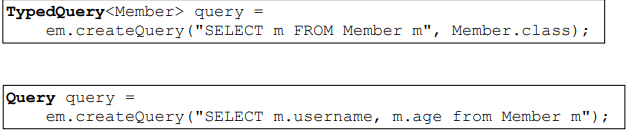 TypedQuery<Member> query =
em.createQuery("SELECT m FROM Member m", Member.class);
Query query =
em.createQuery("SELECT m.username, m.age from Member m");